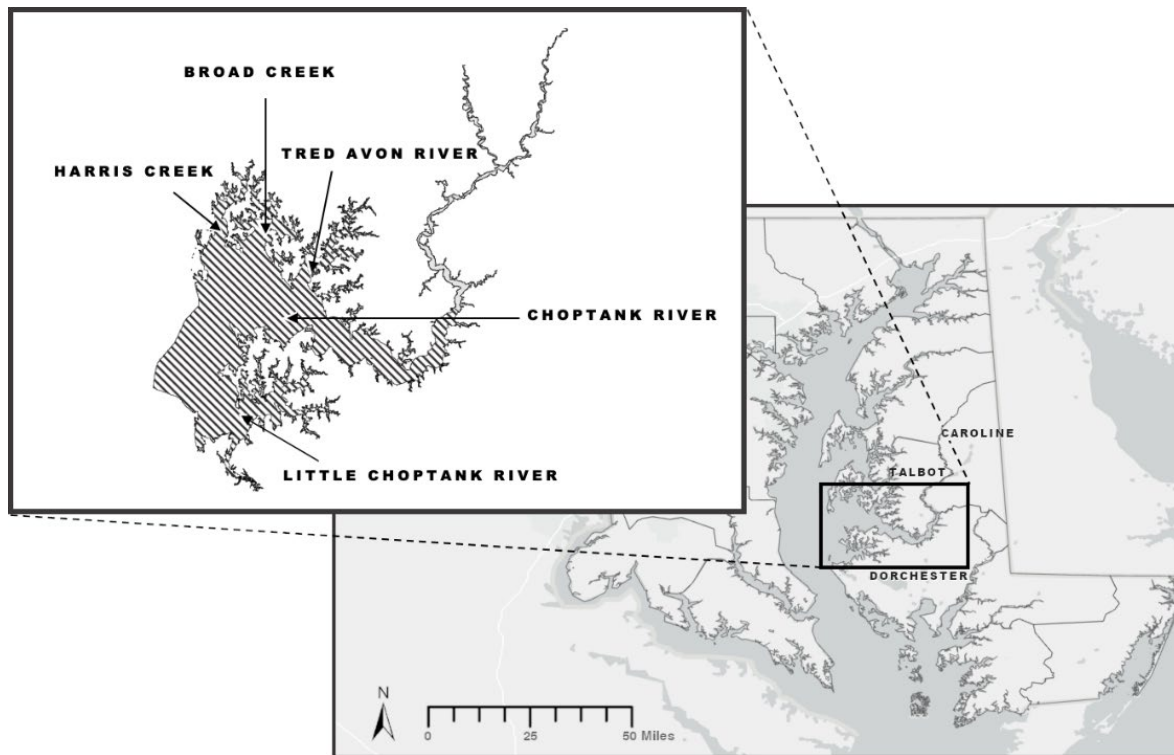 BROAD CREEK
TRED AVON RIVER
HARRIS CREEK
CHOPTANK RIVER
LITTLE CHOPTANK RIVER
CAROLINE
TALBOT
DORCHESTER
N
0 25 50 Miles